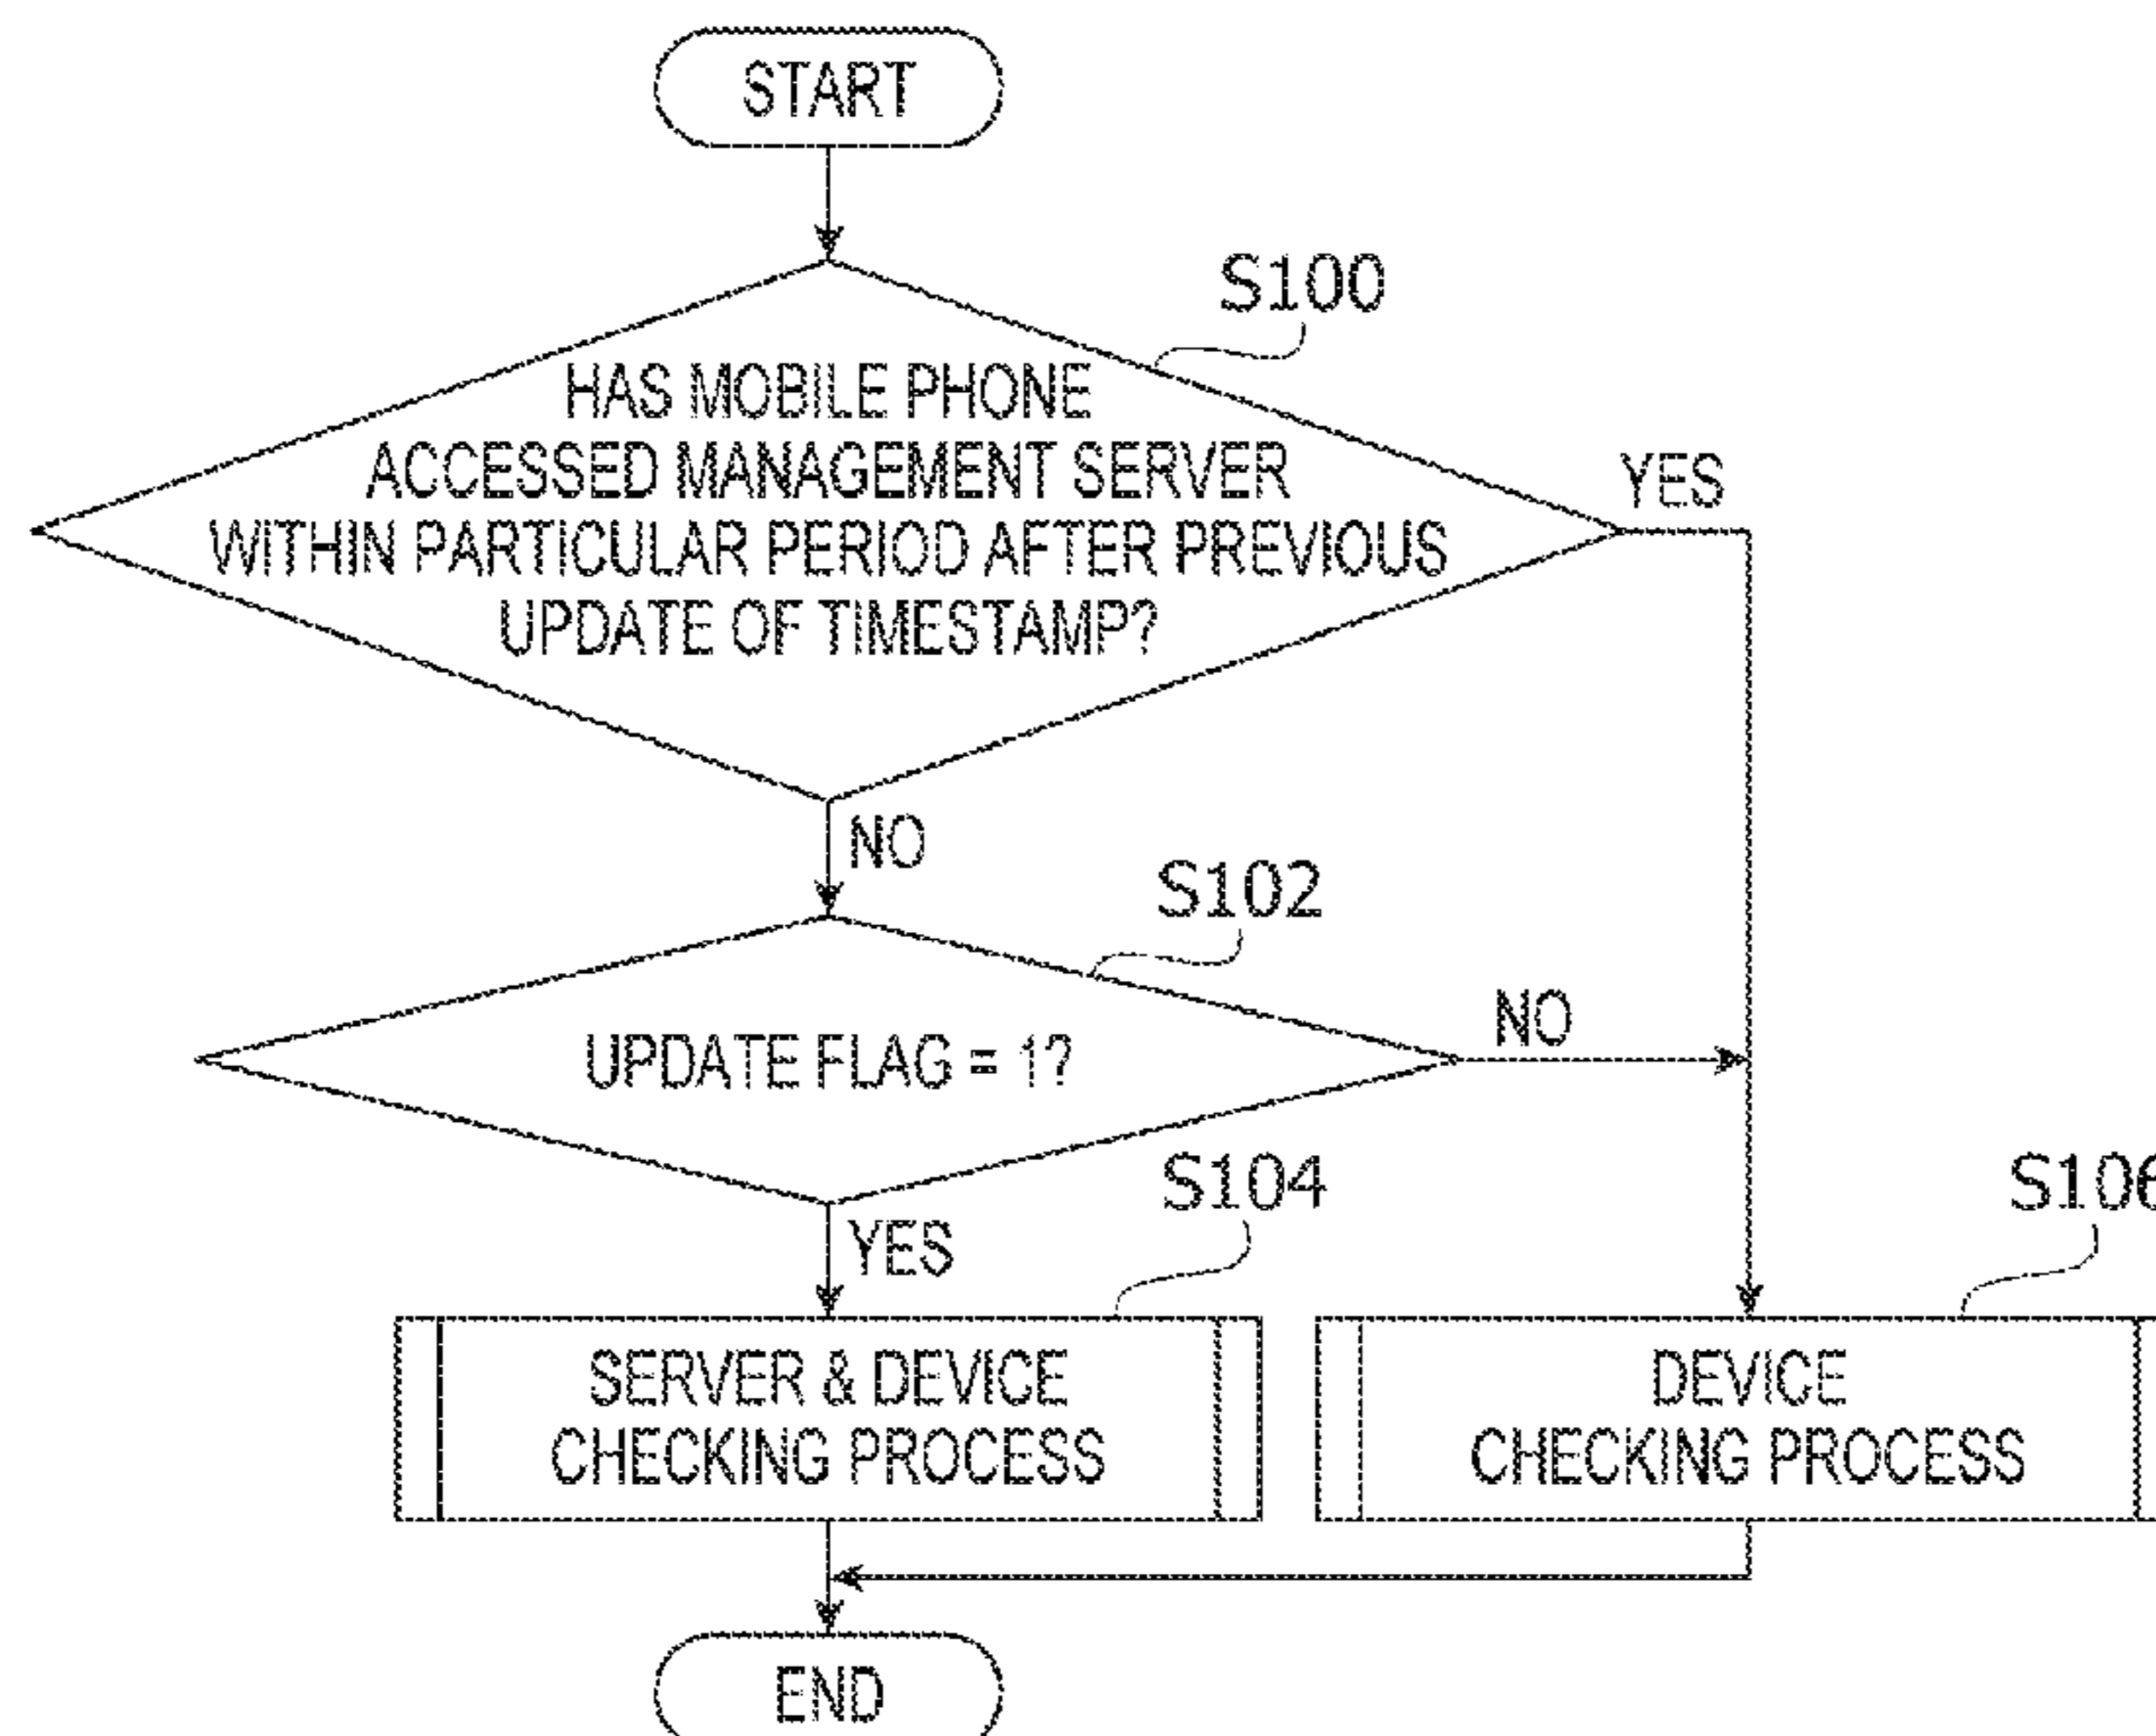 START
S100
HAS MOBILE PHONE
ACCESSED MANAGEMENT SERVER
WITHIN PARTICULAR PERIOD AFTER PREVIOUS
UPDATE OF TIMESTAMP?
YES
NO
S102
UPDATE FLAG = 1?
NO
YES
S104
SERVER & DEVICE
CHECKING PROCESS
S106
DEVICE
CHECKING PROCESS
END